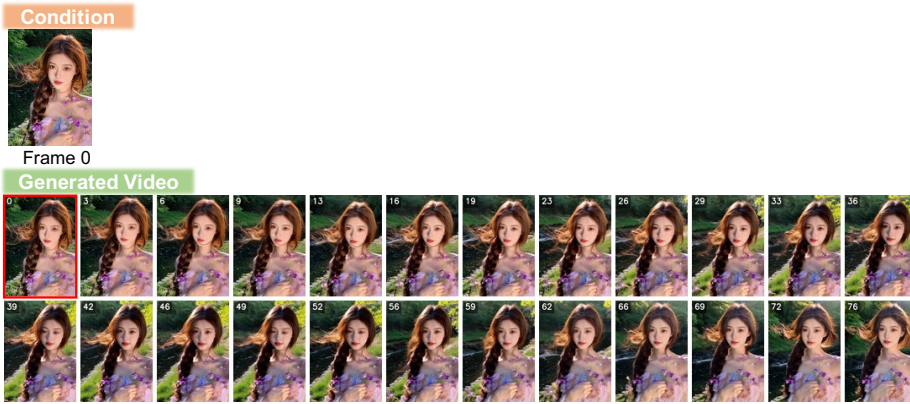 Condition
Frame 0
Generated Video
0 3 6 9 13 16 19 23 26 29 33 36
39 42 46 49 52 56 59 62 66 69 72 76